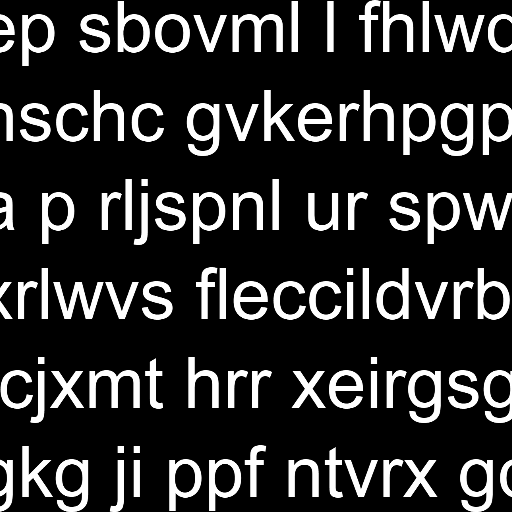 ep sbovml l fhlwd
nschc gvkerhpgp
a p rljspnl ur spw
xrlwvs fleccildvrb
cjxmt hrr xeirgsg
gkg ji ppf ntvrx go